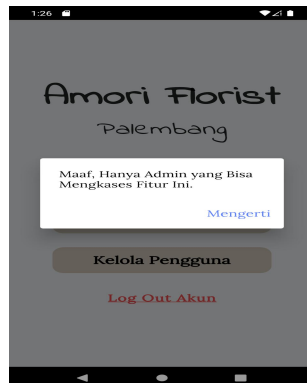 1:26
Amori Florist
Palembang
Maaf, Hanya Admin yang Bisa
Mengkases Fitur Ini.
Mengerti
Kelola Pengguna
Log Out Akun